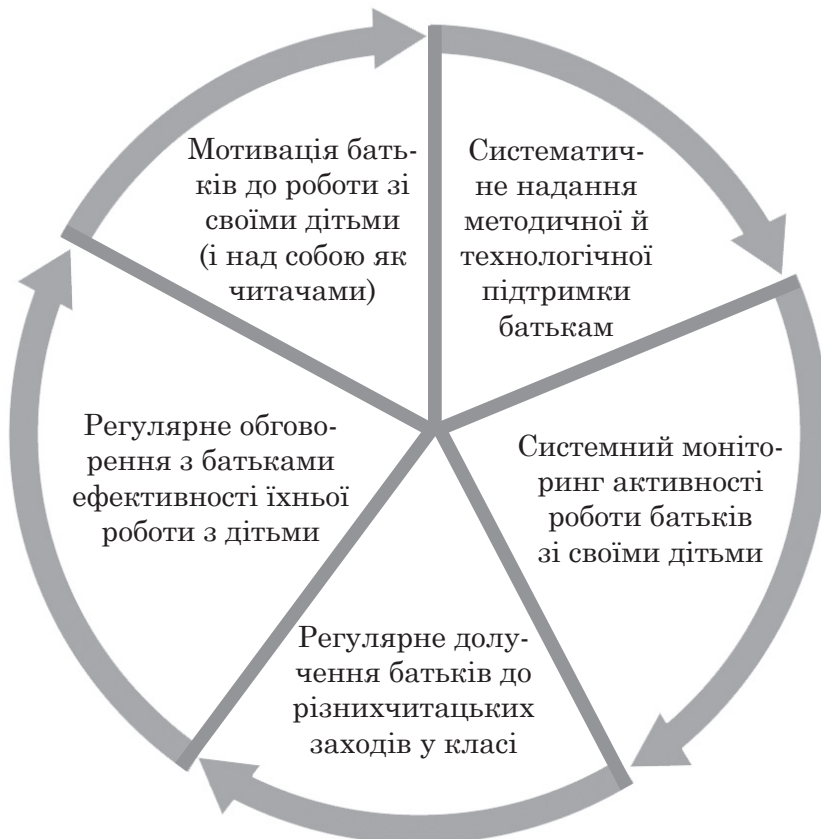 Мотивація бать-
ків до роботи зі
своїми дітьми
(і над собою як
читачами)
Систематич-
не надання
методичної й
технологічної
підтримки
батькам
Системний моніто-
ринг активності
роботи батьків
зі своїми дітьми
Регулярне долу-
чення батьків до
різнихчитацьких
заходів у класі
Регулярне обгово-
рення з батьками
ефективності їхньої
роботи з дітьми